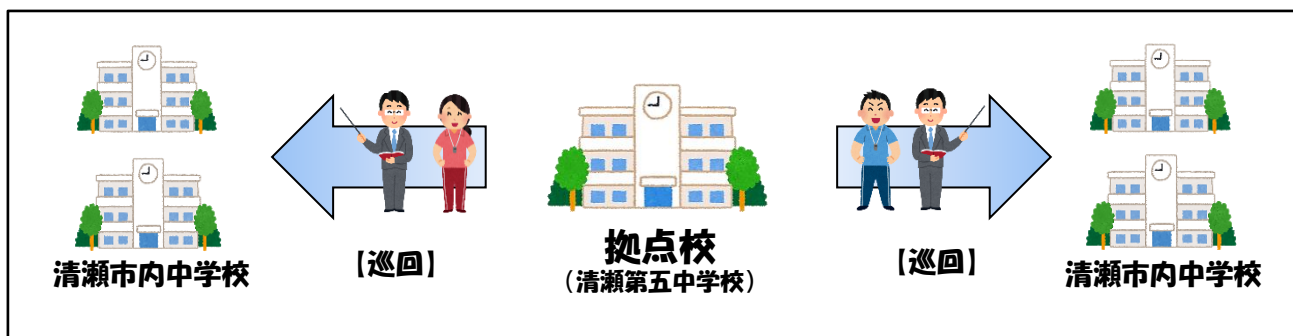 清瀬市内中学校
【巡回】
拠点校
(清瀬第五中学校)
【巡回】
清瀬市内中学校